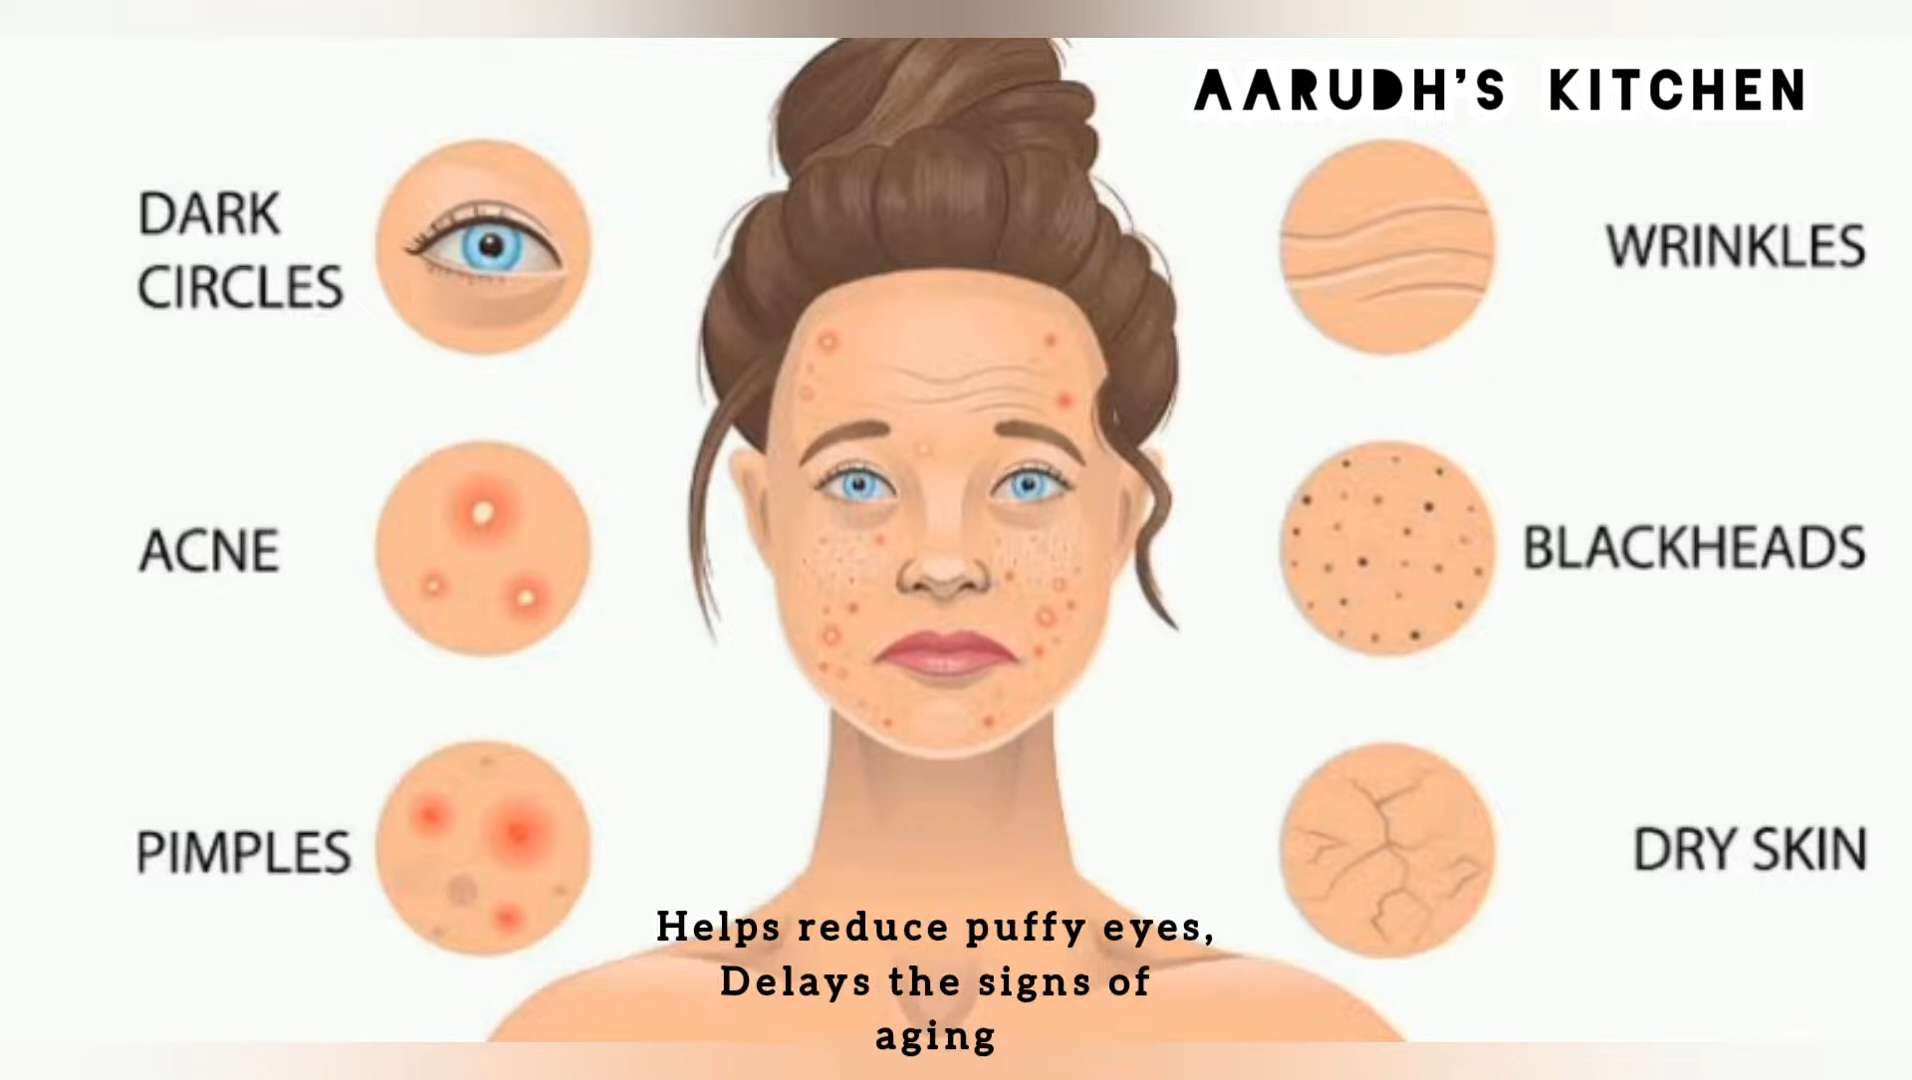 AARUDH'S KITCHEN
DARK
CIRCLES
WRINKLES
ACNE
BLACKHEADS
PIMPLES
DRY SKIN
Helps reduce puffy eyes,
Delays the signs of
aging